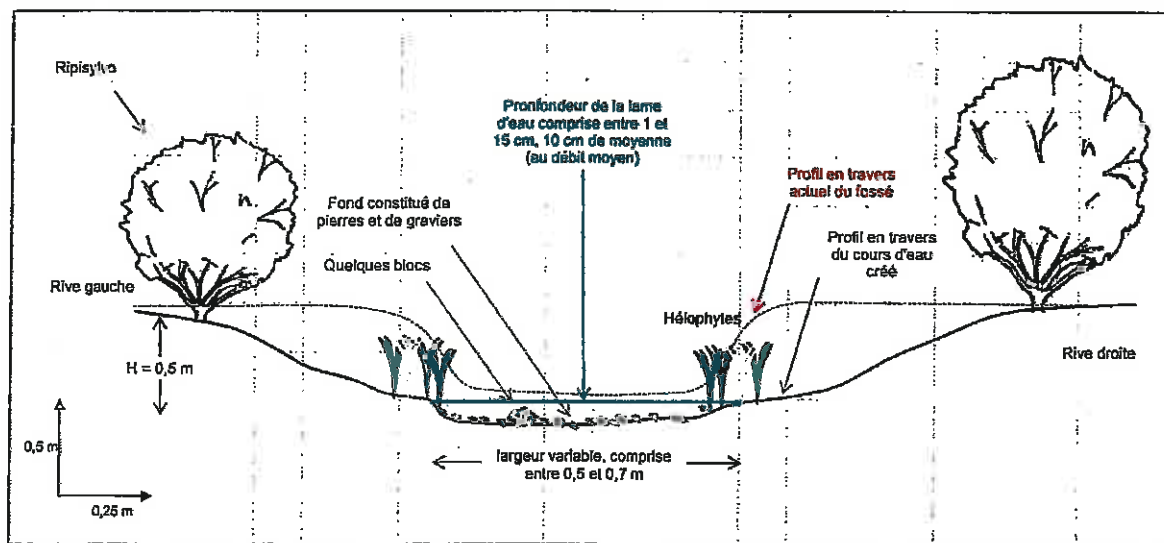 Ripisylve
Pronfondeur de la lame
d'eau comprise entre 1 et
15 cm, 10 cm de moyenne
(au débit moyen)
Profil en travers
actuel du fossé
Fond constitué de
pierres et de graviers
Profil en travers
du cours d'eau
créé
Quelques blocs
Rive gauche
Hélophytes
Rive droite
H = 0,5 m
0,5 m
largeur variable, comprise
entre 0,5 et 0,7 m
0,25 m